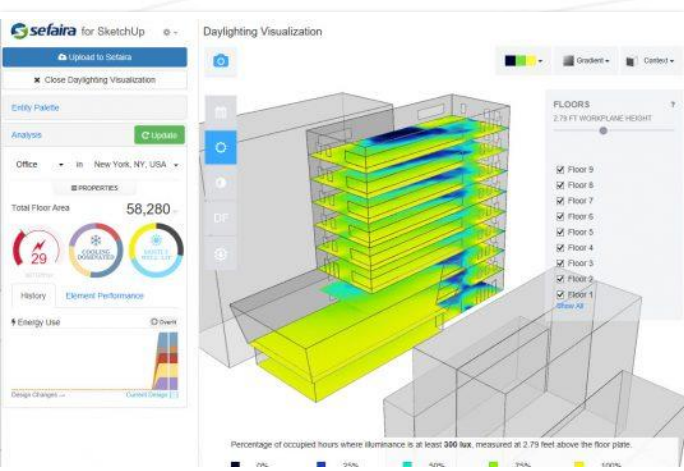 sefaira for SketchUp
Upload to Sefaira
Close Daylighting Visualization
Entity Palette
Analysis
Update
Office in New York, NY, USA
PROPERTIES
Total Floor Area 58,280
29
COOLING DOMINATED
History Element Performance
Energy Use
Design Changes
Current Design
Daylighting Visualization
Gradient
Context
DF
FLOORS ?
2.79 FT WORKPLANE HEIGHT
Floor 9
Floor 8
Floor 7
Floor 6
Floor 5
Floor 4
Floor 3
Floor 2
Floor 1
Show All
Percentage of occupied hours where illuminance is at least 300 lux, measured at 2.79 feet above the floor plate.
0% 25% 50% 75% 100%